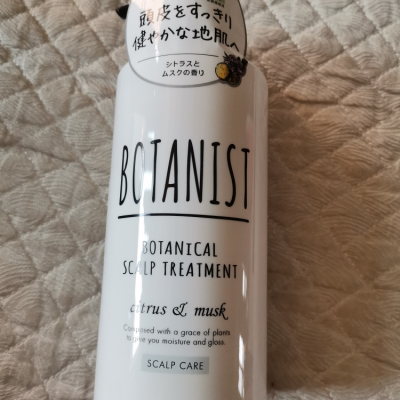 頭皮をすっきり
健やかな地肌へ
シトラスと
ムスクの香り
BOTANIST
BOTANICAL
SCALP TREATMENT
citrus & musk
Composed with a grace of plants
to give you moisture and gloss.
SCALP CARE